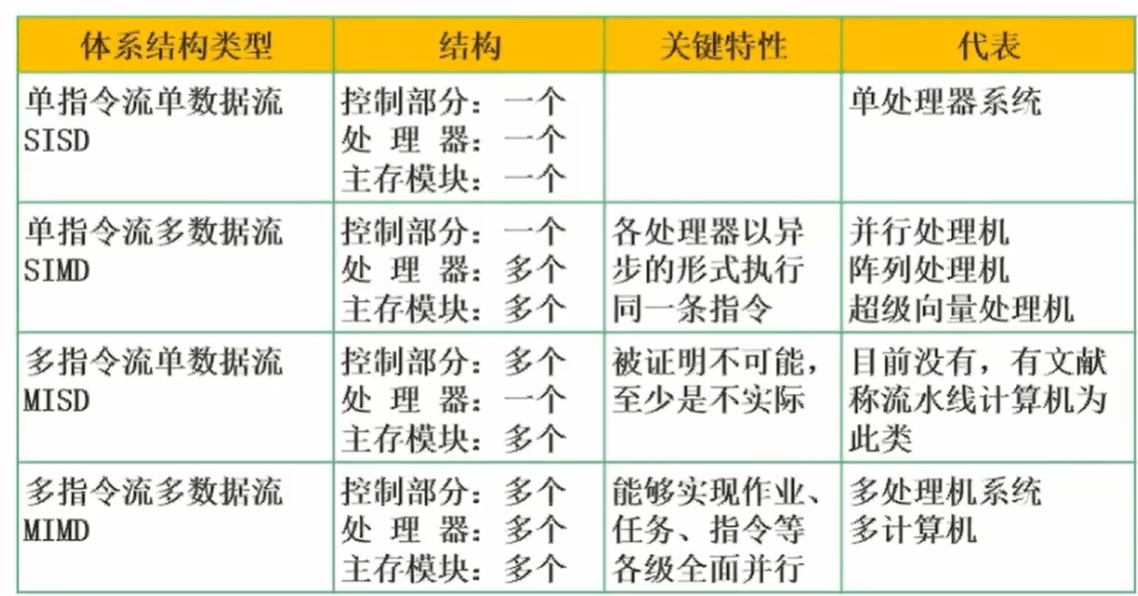 体系结构类型 结构 关键特性 代表
单指令流单数据流
SISD
控制部分：一个
处 理 器：一个
主存模块：一个
单处理器系统
单指令流多数据流
SIMD
控制部分：一个
处 理 器：多个
主存模块：多个
各处理器以异
步的形式执行
同一条指令
并行处理机
阵列处理机
超级向量处理机
多指令流单数据流
MISD
控制部分：多个
处 理 器：一个
主存模块：多个
被证明不可能，
至少是不实际
目前没有，有文献
称流水线计算机为
此类
多指令流多数据流
MIMD
控制部分：多个
处 理 器：多个
主存模块：多个
能够实现作业、
任务、指令等
各级全面并行
多处理机系统
多计算机